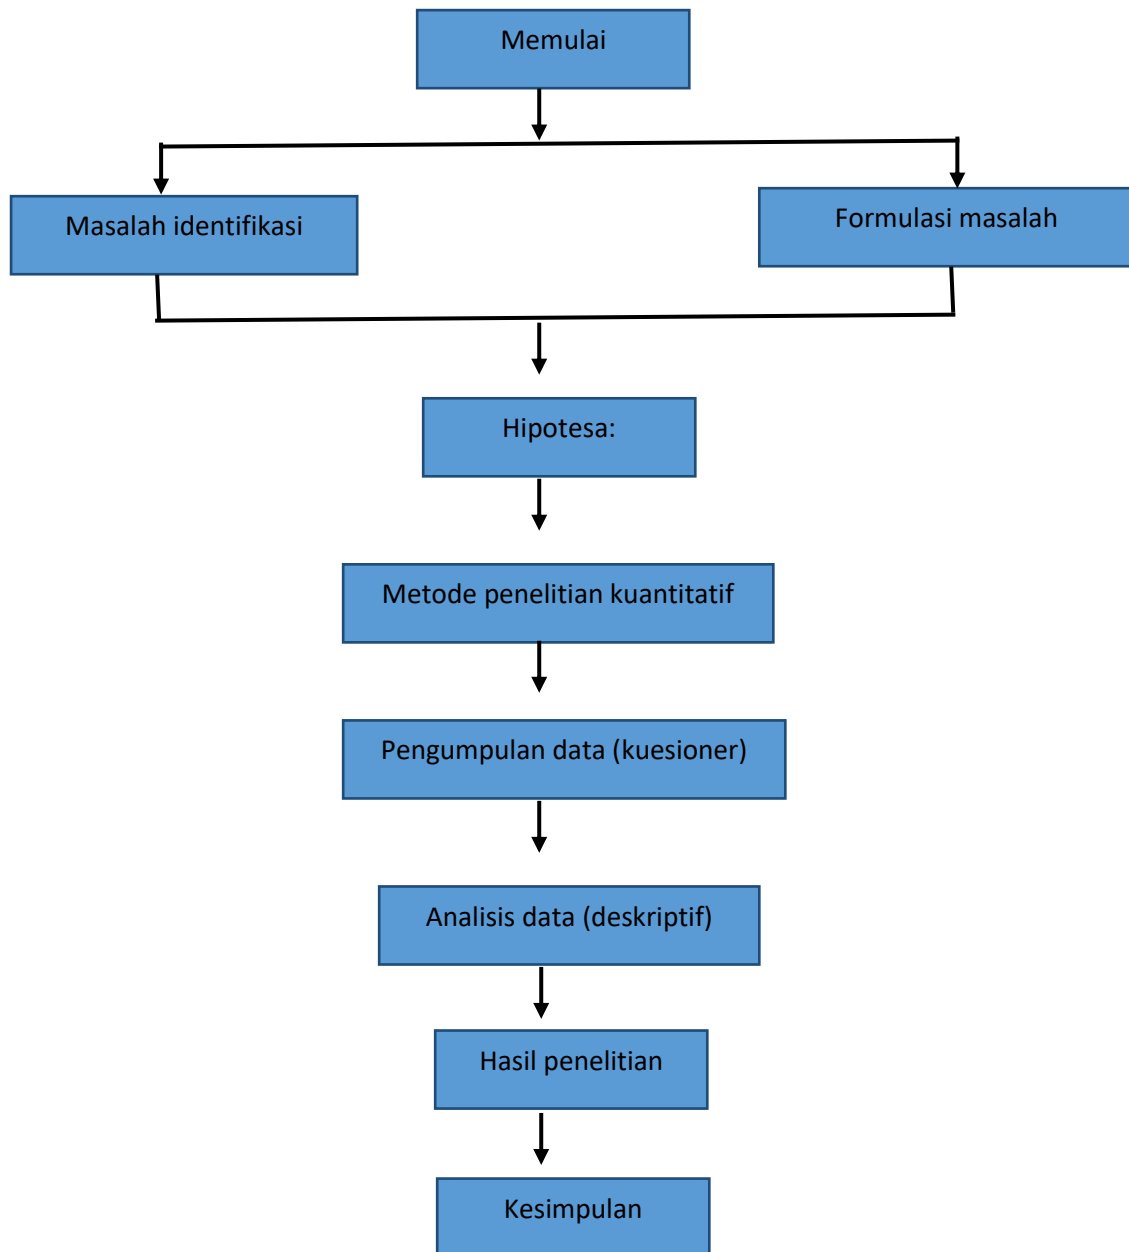 Memulai
Masalah identifikasi
Formulasi masalah
Hipotesa:
Metode penelitian kuantitatif
Pengumpulan data (kuesioner)
Analisis data (deskriptif)
Hasil penelitian
Kesimpulan